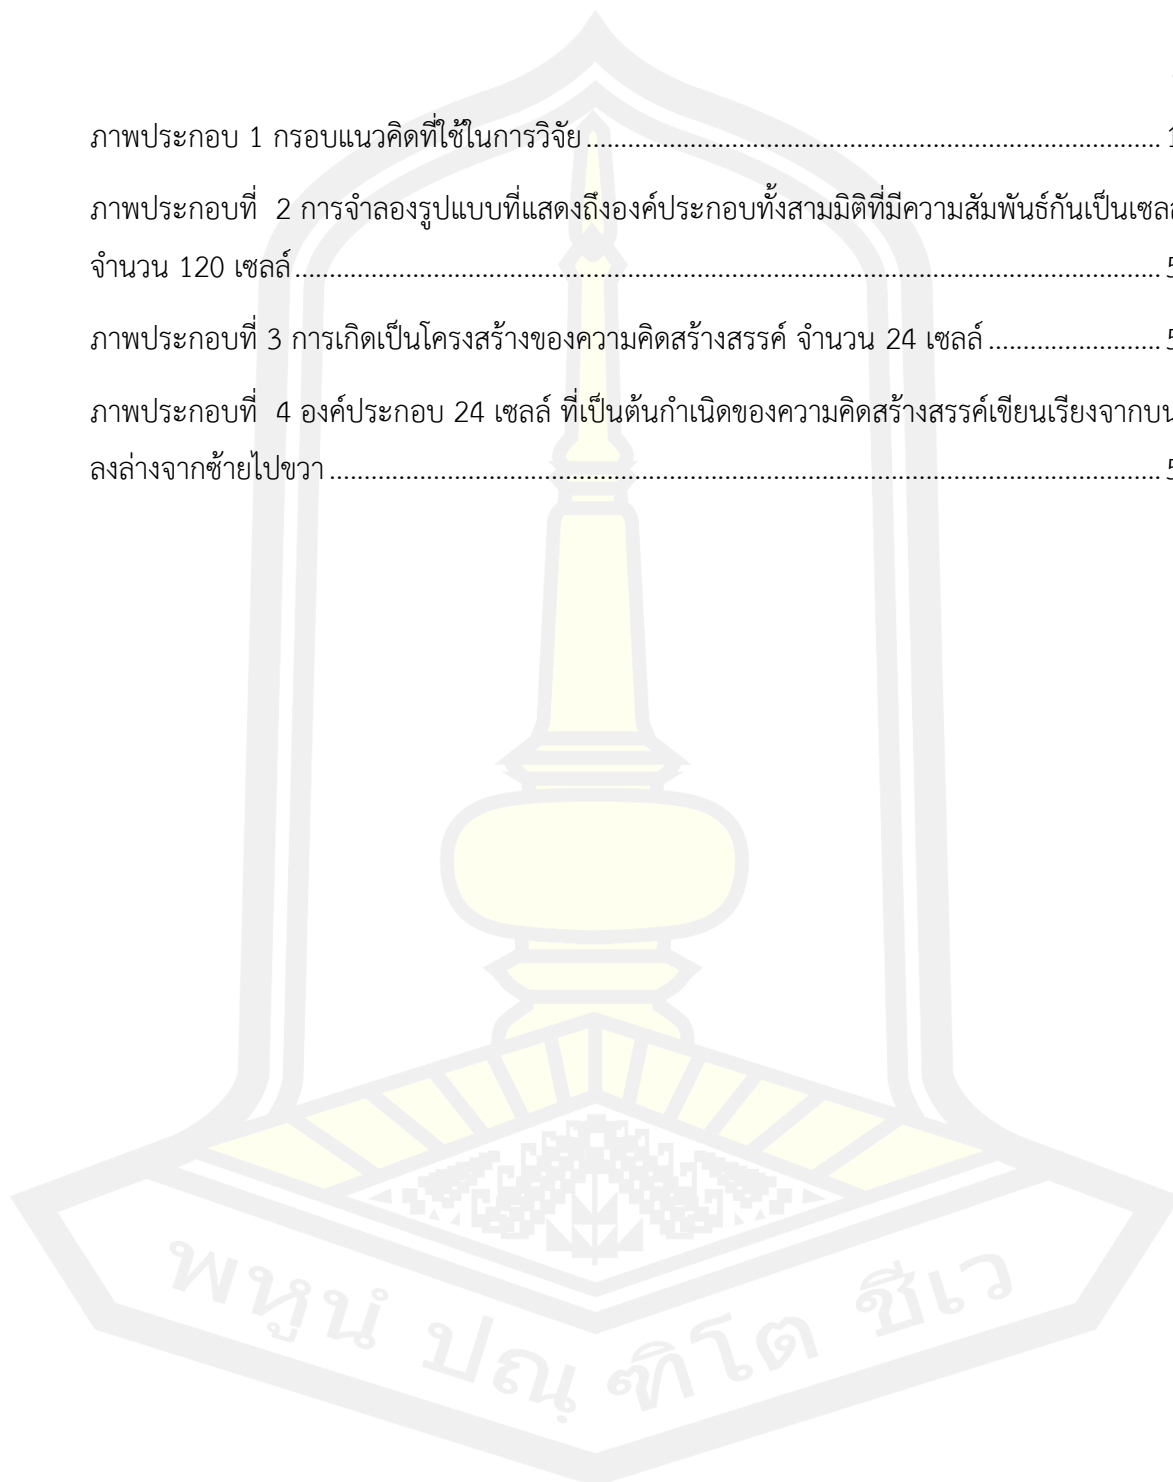 ภาพประกอบ 1 กรอบแนวคิดที่ใช้ในการวิจัย ........................................................................................ 1
ภาพประกอบที่ 2 การจำลองรูปแบบที่แสดงถึงองค์ประกอบทั้งสามมิติที่มีความสัมพันธ์กันเป็นเซลล
จำนวน 120 เซลล์ ........................................................................................ 5
ภาพประกอบที่ 3 การเกิดเป็นโครงสร้างของความคิดสร้างสรรค์ จำนวน 24 เซลล์ ......................... 5
ภาพประกอบที่ 4 องค์ประกอบ 24 เซลล์ ที่เป็นต้นกำเนิดของความคิดสร้างสรรค์เขียนเรียงจากบน
ลงล่างจากซ้ายไปขวา ........................................................................................ 5
พหูนํ ปณฺฑิโต ชีเว